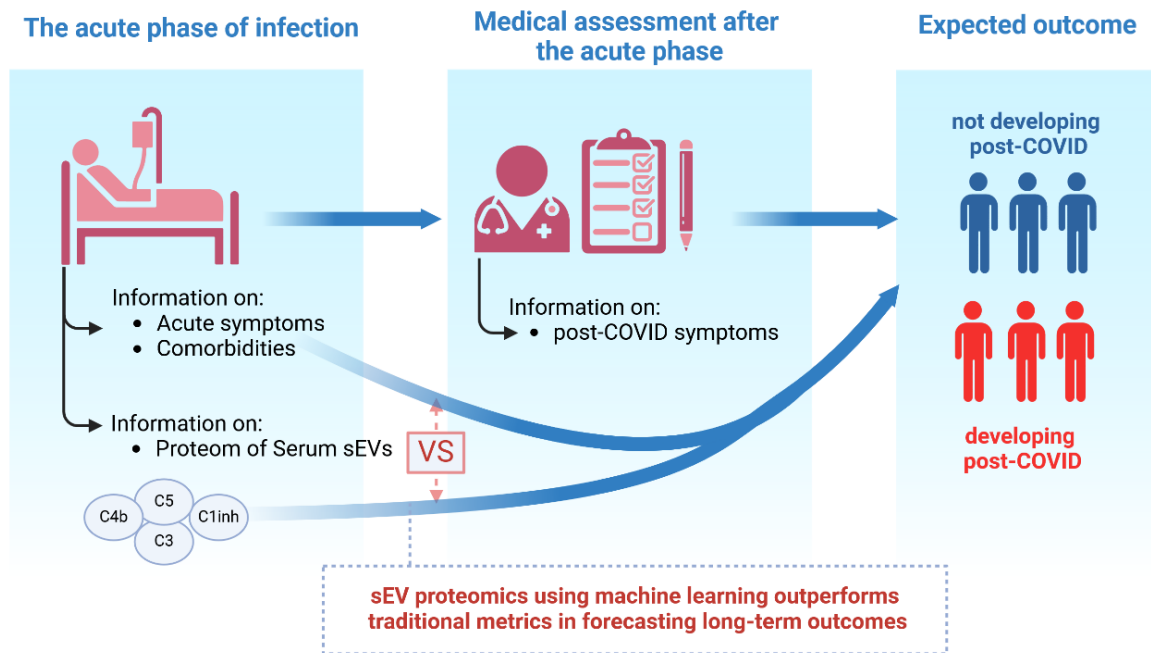 The acute phase of infection
Medical assessment after
the acute phase
Expected outcome
Information on:
• Acute symptoms
• Comorbidities
Information on:
• Proteom of Serum sEVs
C4b
C5
C3
C1inh
Information on:
• post-COVID symptoms
VS
not developing
post-COVID
developing
post-COVID
sEV proteomics using machine learning outperforms
traditional metrics in forecasting long-term outcomes